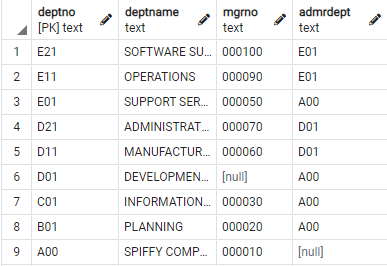 deptno deptname mgrno admrdept
[PK] text text text text
1 E21 SOFTWARE SU... 000100 E01
2 E11 OPERATIONS 000090 E01
3 E01 SUPPORT SER... 000050 A00
4 D21 ADMINISTRAT... 000070 D01
5 D11 MANUFACTUR... 000060 D01
6 D01 DEVELOPMEN... [null] A00
7 C01 INFORMATION... 000030 A00
8 B01 PLANNING 000020 A00
9 A00 SPIFFY COMP... 000010 [null]